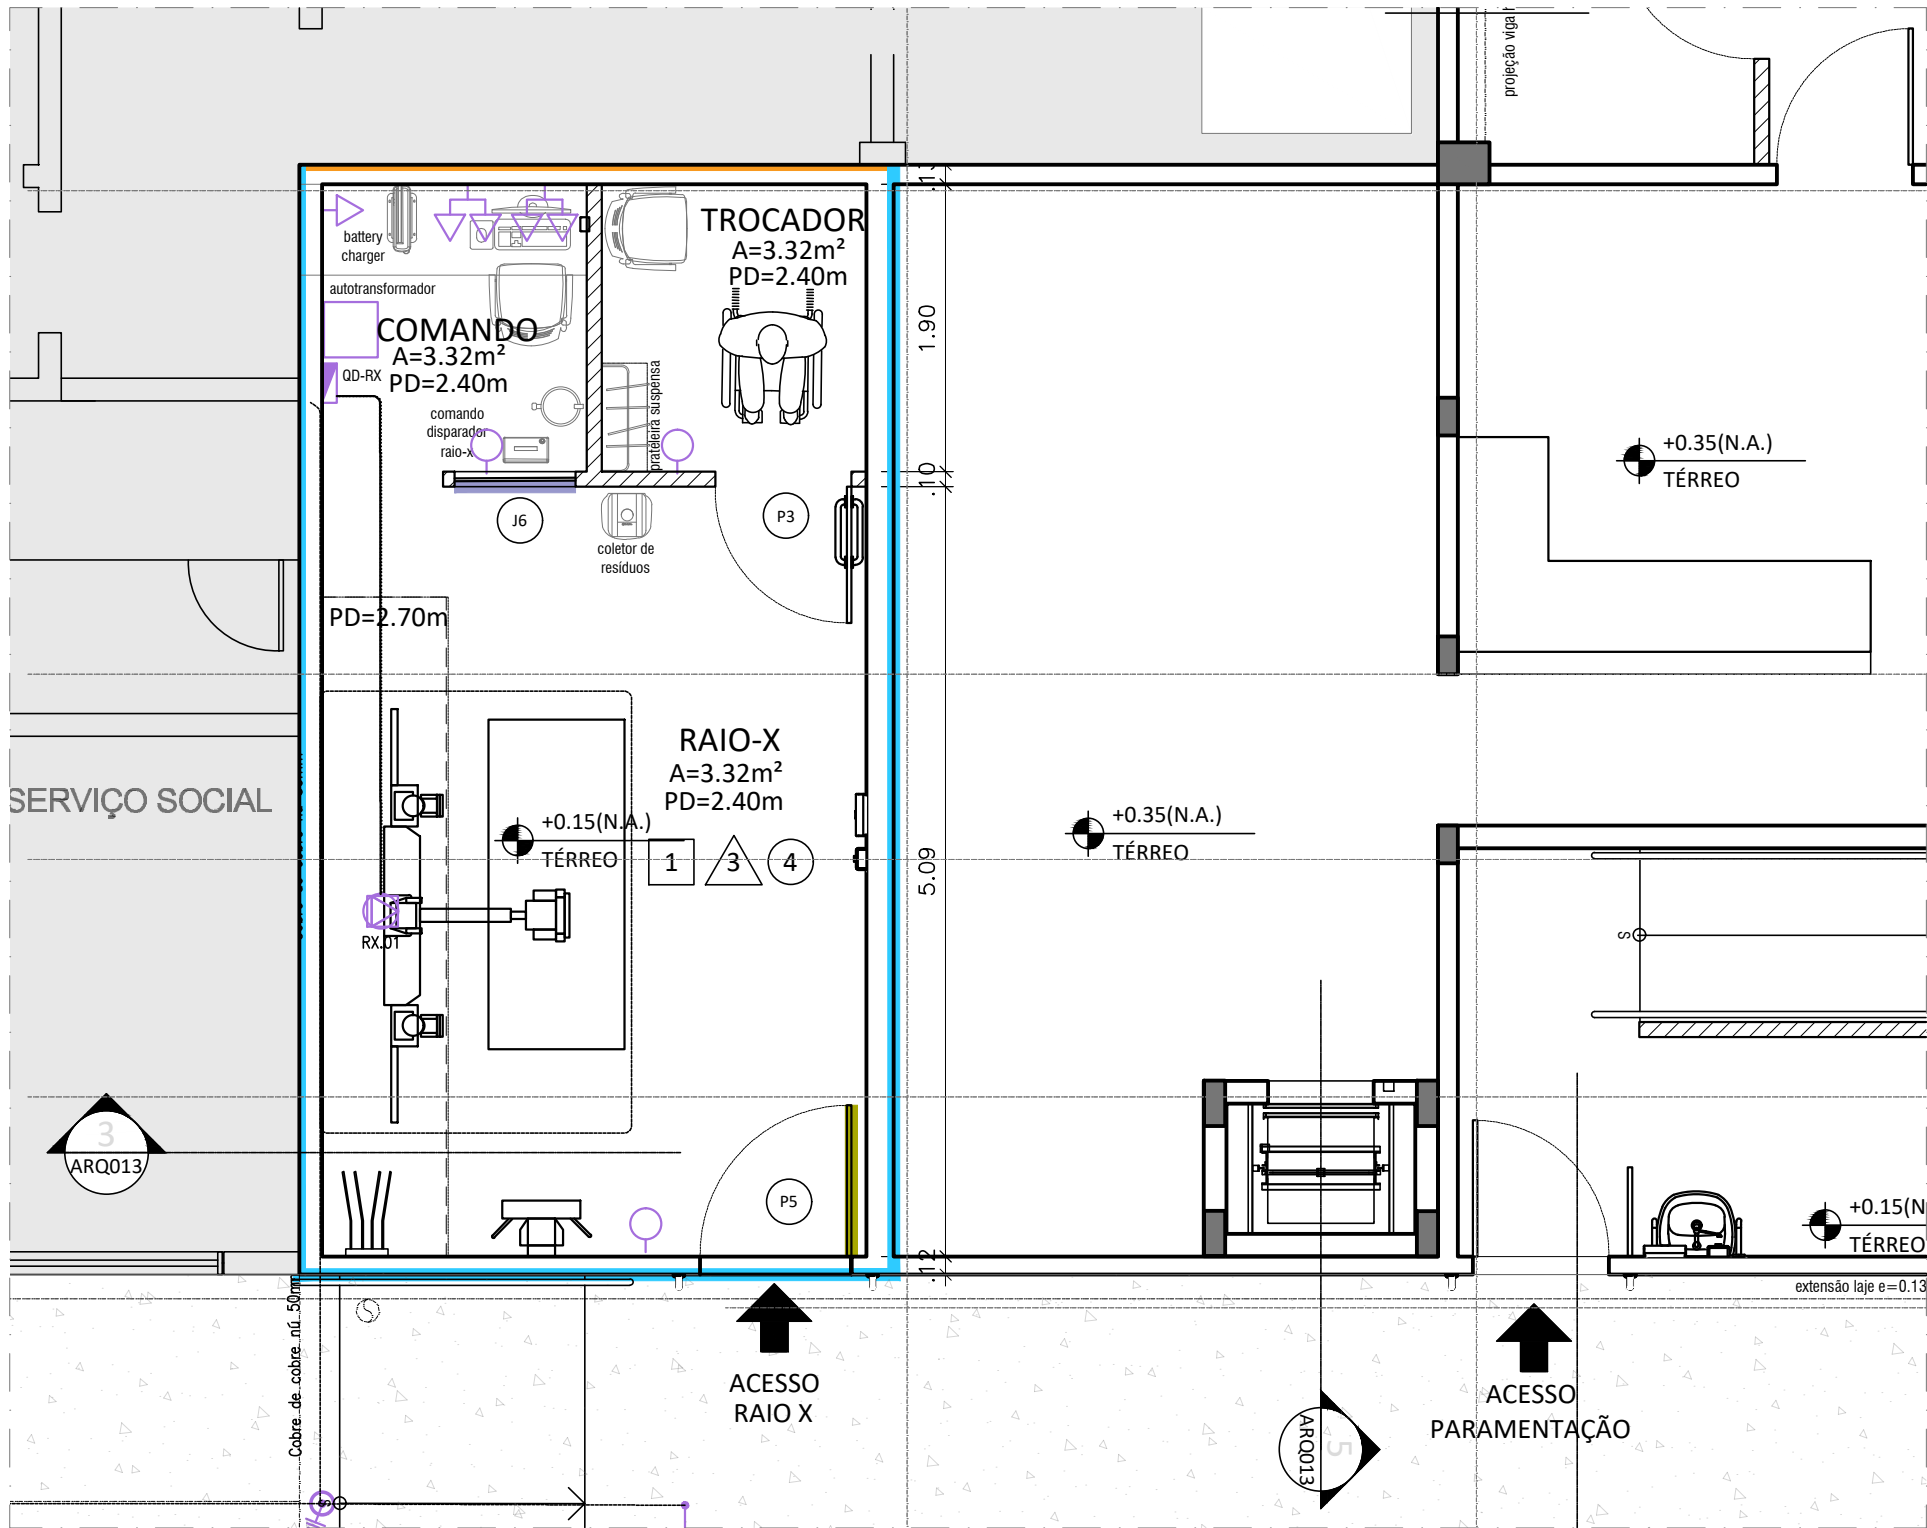 projeção viga
.13
TROCADOR
A=3.32m²
PD=2.40m
battery
charger
autotransformador
COMANDO
A=3.32m²
PD=2.40m
QD-RX
comando
disparador
raio-x
prateleira suspensa
1.90
.10
J6
P3
coletor de
resíduos
+0.35(N.A.)
TÉRREO
PD=2.70m
RAIO-X
A=3.32m²
PD=2.40m
SERVIÇO SOCIAL
+0.15(N.A.)
TÉRREO
1
3
4
+0.35(N.A.)
TÉRREO
5.09
RX.01
S
3
ARQ013
P5
.12
+0.15(N
TÉRREO
extensão laje e=0.13
Cobre de cobre nú 50m
ACESSO
RAIO X
ACESSO
PARAMENTAÇÃO
5
ARQ013
S